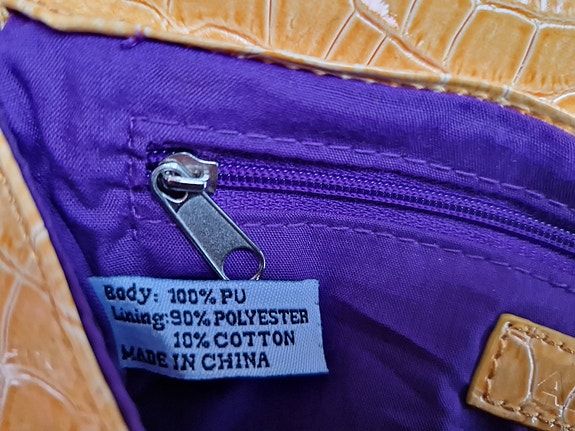 Body: 100% PU
Lining: 90% POLYESTER
10% COTTON
MADE IN CHINA